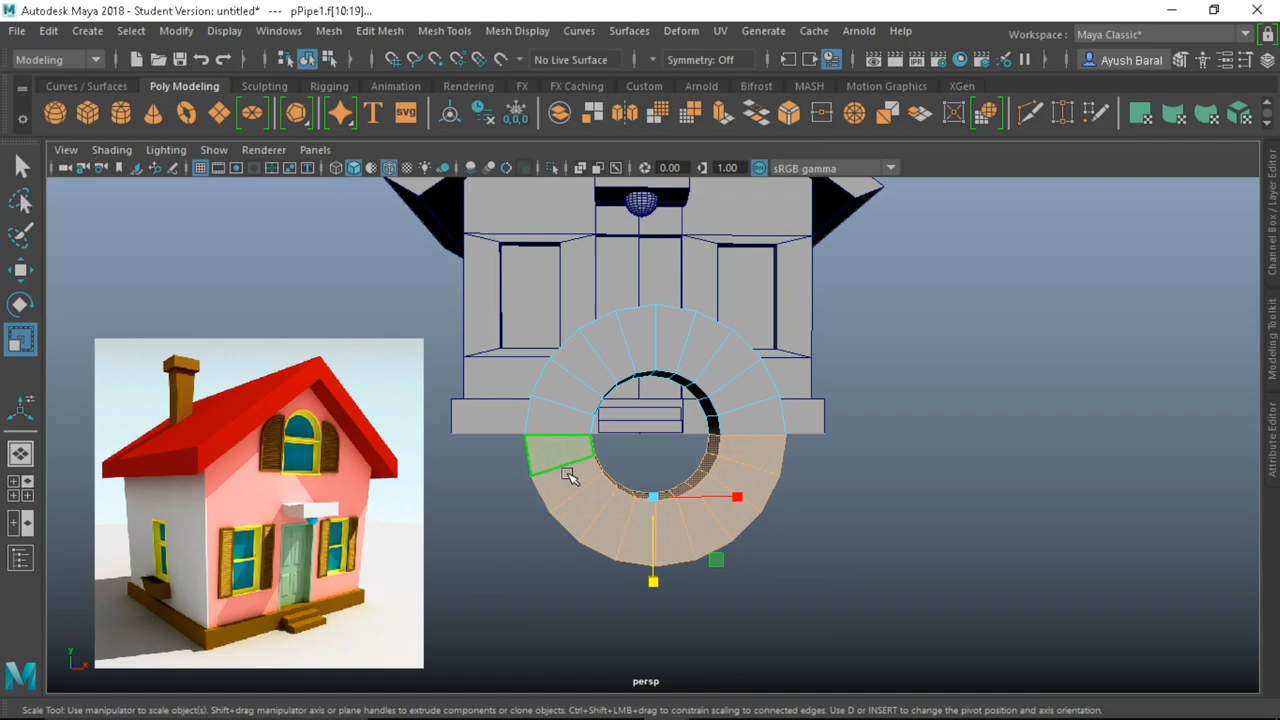 Autodesk Maya 2018 - Student Version: untitled* --- pPipe1.f[10:19]...
File Edit Create Select Modify Display Windows Mesh Edit Mesh Mesh Tools Mesh Display Curves Surfaces Deform UV Generate Cache Arnold Help Workspace : Maya Classic*
Modeling No Live Surface Symmetry: Off Ayush Baral
Curves / Surfaces Poly Modeling Sculpting Rigging Animation Rendering FX FX Caching Custom Arnold Bifrost MASH Motion Graphics XGen
T svg 0,0,0
View Shading Lighting Show Renderer Panels
0.00 1.00 sRGB gamma
Channel Box / Layer Editor
Modeling Toolkit
Attribute Editor
y
x
persp
Scale Tool: Use manipulator to scale object(s). Shift+drag manipulator axis or plane handles to extrude components or clone objects. Ctrl+Shift+LMB+drag to constrain scaling to connected edges. Use D or INSERT to change the pivot position and axis orientation.